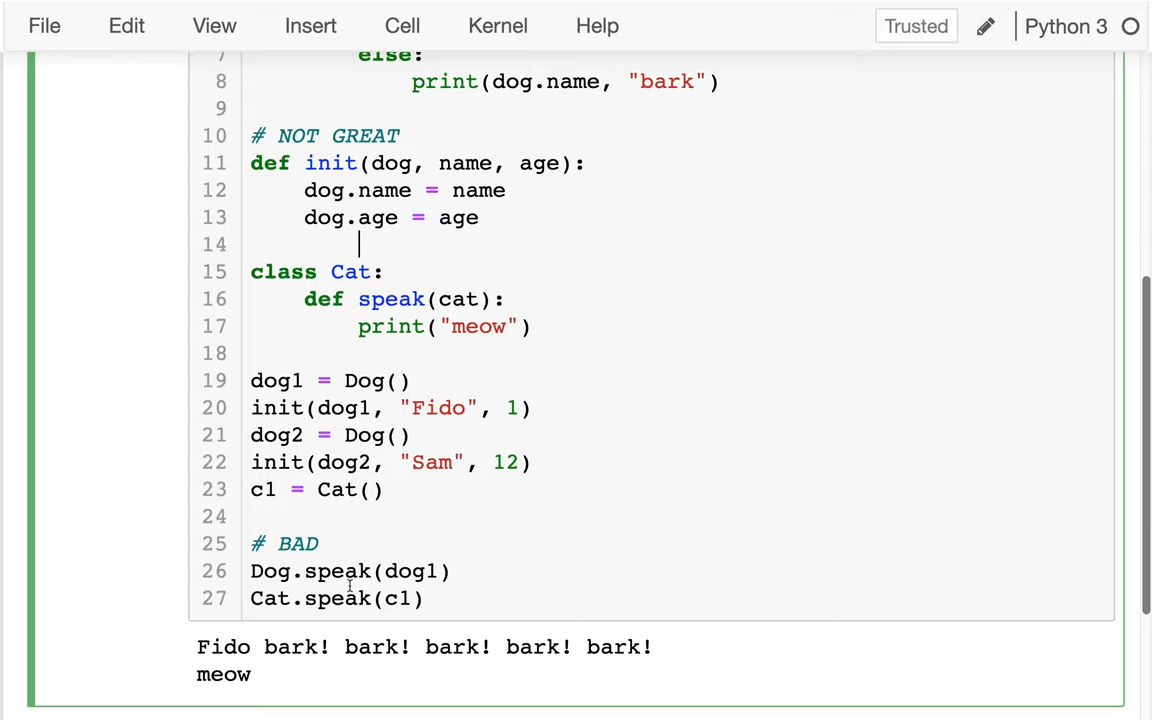 File Edit View Insert Cell Kernel Help Trusted Python 3
7 else:
8 print(dog.name, "bark")
9
10 # NOT GREAT
11 def init(dog, name, age):
12 dog.name = name
13 dog.age = age
14
15 class Cat:
16 def speak(cat):
17 print("meow")
18
19 dog1 = Dog()
20 init(dog1, "Fido", 1)
21 dog2 = Dog()
22 init(dog2, "Sam", 12)
23 c1 = Cat()
24
25 # BAD
26 Dog.speak(dog1)
27 Cat.speak(c1)
Fido bark! bark! bark! bark! bark!
meow